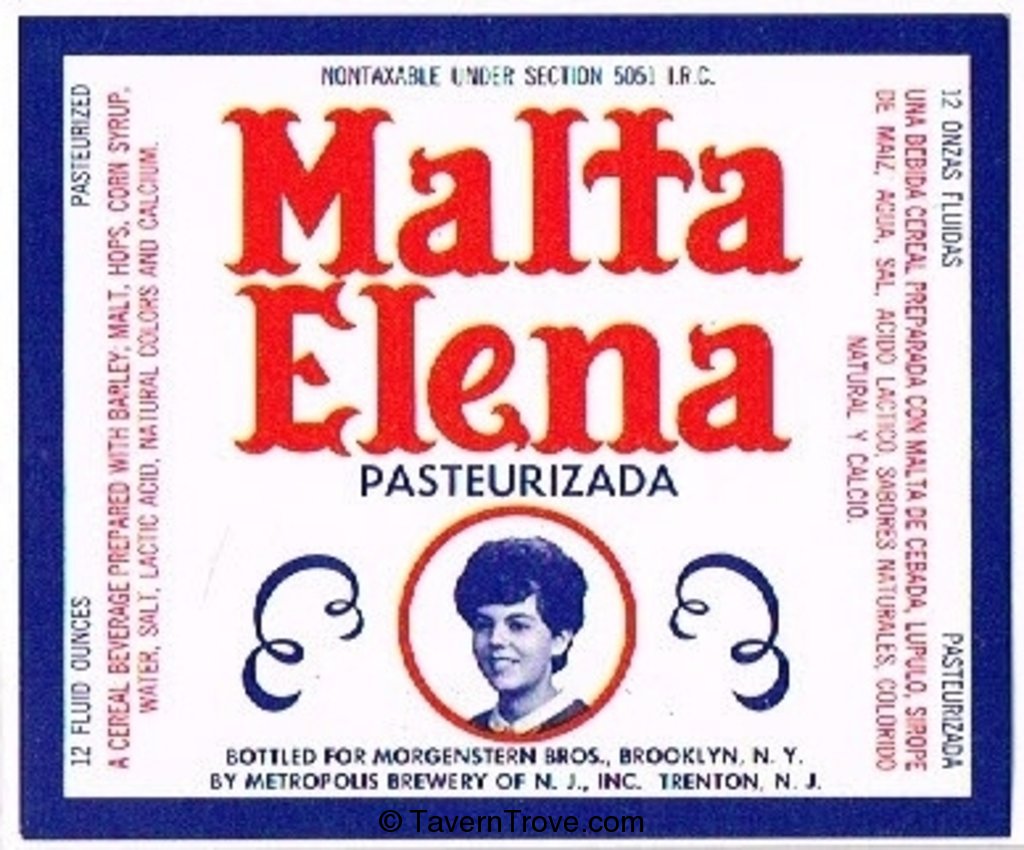 NONTAXABLE UNDER SECTION 5051 I.R.C.
Malta
Elena
PASTEURIZADA
BOTTLED FOR MORGENSTERN BROS., BROOKLYN, N. Y.
BY METROPOLIS BREWERY OF N. J., INC. TRENTON, N. J.
12 FLUID OUNCES PASTEURIZED
A CEREAL BEVERAGE PREPARED WITH BARLEY, MALT, HOPS, CORN SYRUP,
WATER, SALT, LACTIC ACID, NATURAL COLORS AND CALCIUM.
12 ONZAS FLUIDAS PASTEURIZADA
UNA BEBIDA CEREAL PREPARADA CON MALTA DE CEBADA, LUPULO, SIROPE
DE MAIZ, AGUA, SAL, ACIDO LACTICO, SABORES NATURALES, COLORIDO
NATURAL Y CALCIO.
© TavernTrove.com